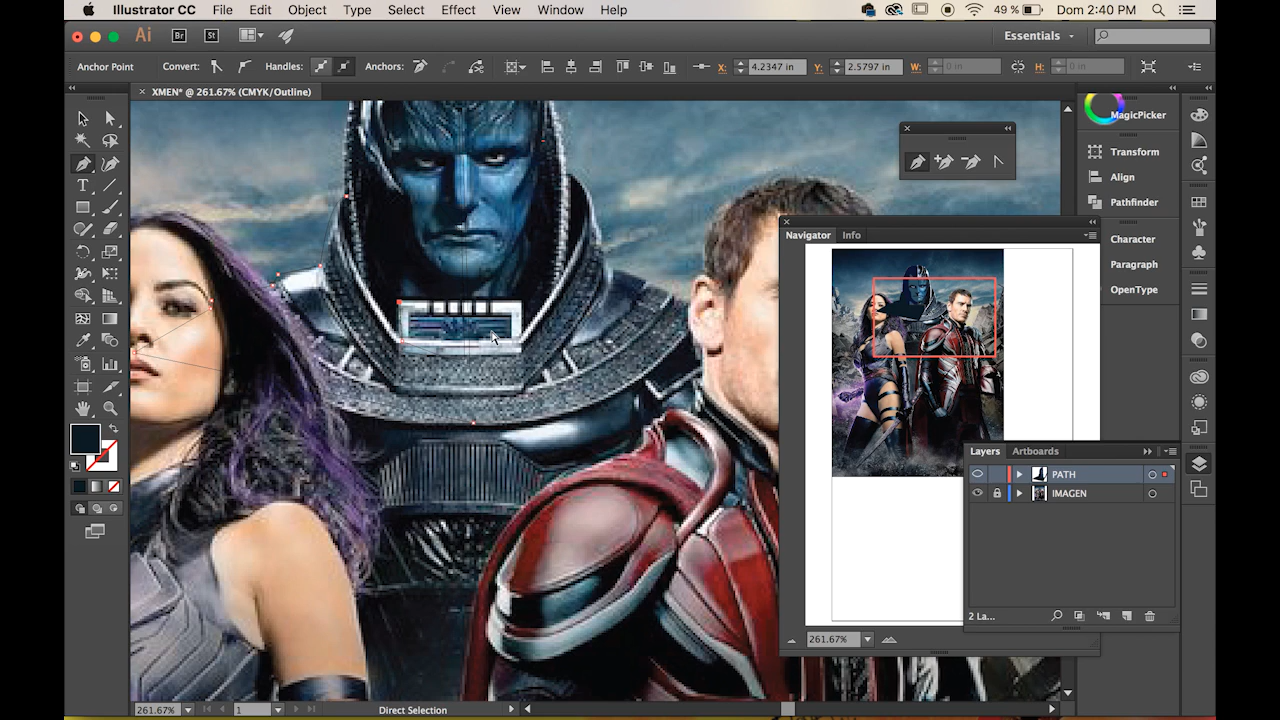 Illustrator CC File Edit Object Type Select Effect View Window Help 49 % Dom 2:40 PM
Ai Br St Essentials
Anchor Point Convert: Handles: Anchors: X: 4.2347 in Y: 2.5797 in W: 0 in H: 0 in
XMEN* @ 261.67% (CMYK/Outline)
MagicPicker
Transform
Align
Pathfinder
Character
Paragraph
OpenType
Navigator Info
261.67%
Layers Artboards
PATH
IMAGEN
2 La...
261.67% 1 Direct Selection